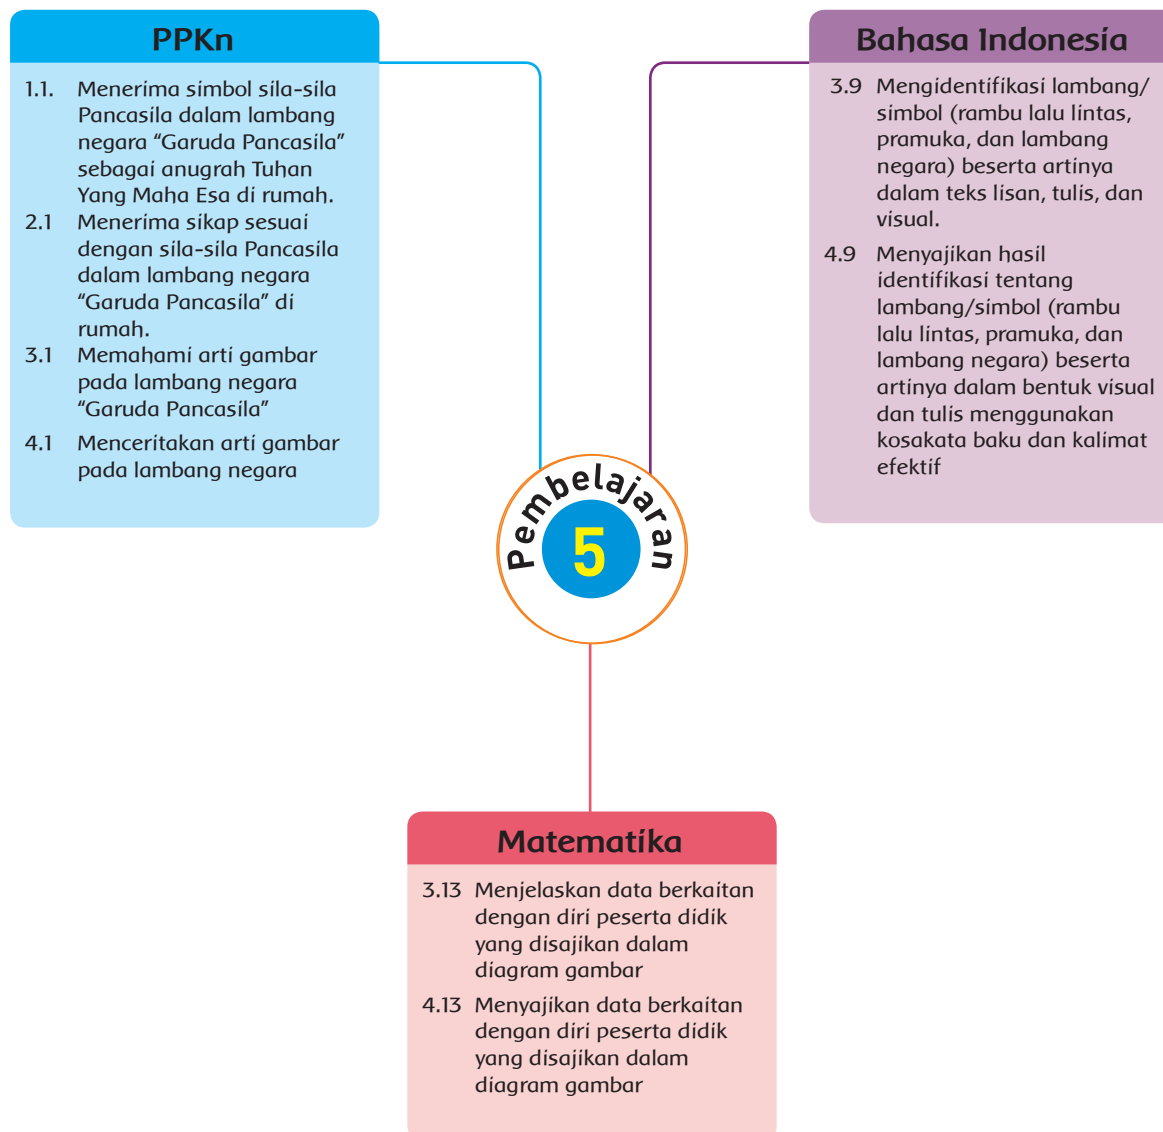 PPKn
1.1. Menerima simbol sila-sila
Pancasila dalam lambang
negara “Garuda Pancasila”
sebagai anugrah Tuhan
Yang Maha Esa di rumah.
2.1 Menerima sikap sesuai
dengan sila-sila Pancasila
dalam lambang negara
“Garuda Pancasila” di
rumah.
3.1 Memahami arti gambar
pada lambang negara
“Garuda Pancasila”
4.1 Menceritakan arti gambar
pada lambang negara
Bahasa Indonesia
3.9 Mengidentifikasi lambang/
simbol (rambu lalu lintas,
pramuka, dan lambang
negara) beserta artinya
dalam teks lisan, tulis, dan
visual.
4.9 Menyajikan hasil
identifikasi tentang
lambang/simbol (rambu
lalu lintas, pramuka, dan
lambang negara) beserta
artinya dalam bentuk visual
dan tulis menggunakan
kosakata baku dan kalimat
efektif
Pembelajaran
5
Matematika
3.13 Menjelaskan data berkaitan
dengan diri peserta didik
yang disajikan dalam
diagram gambar
4.13 Menyajikan data berkaitan
dengan diri peserta didik
yang disajikan dalam
diagram gambar